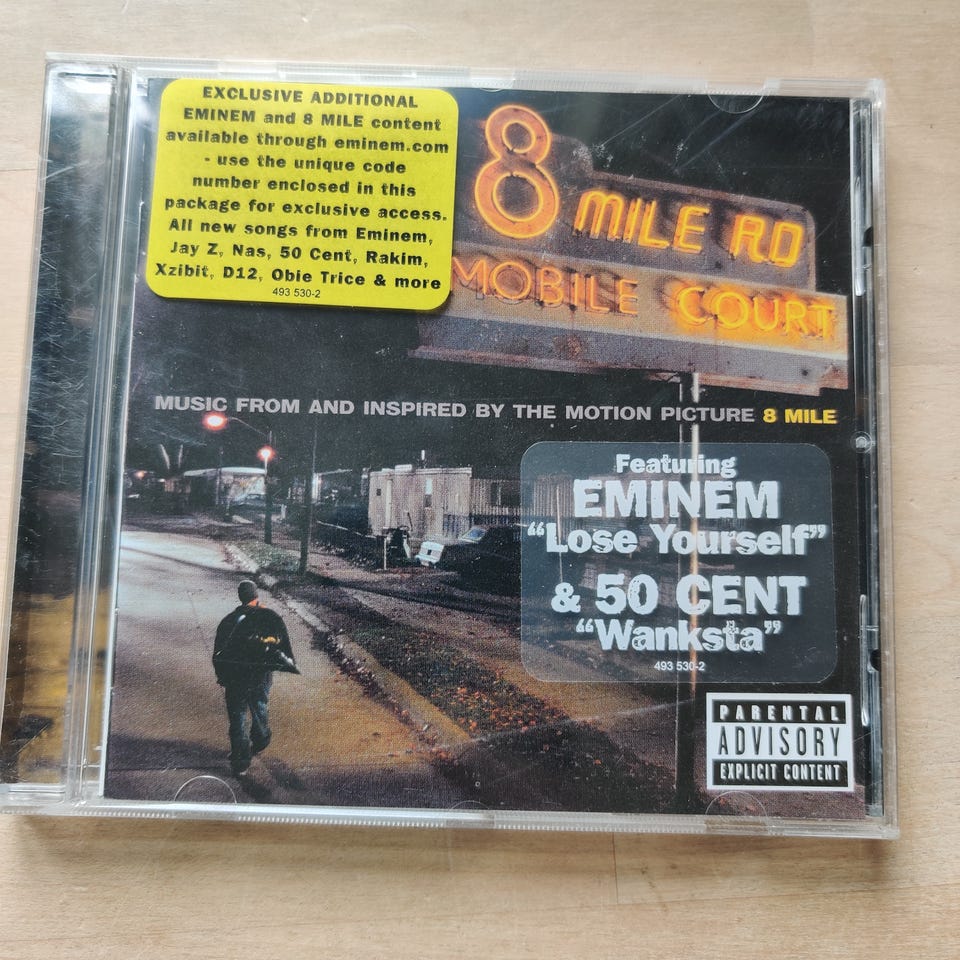 EXCLUSIVE ADDITIONAL
EMINEM and 8 MILE content
available through eminem.com
- use the unique code
number enclosed in this
package for exclusive access.
All new songs from Eminem,
Jay Z, Nas, 50 Cent, Rakim,
Xzibit, D12, Obie Trice & more
493 530-2
8 MILE RD
MOBILE COURT
MUSIC FROM AND INSPIRED BY THE MOTION PICTURE 8 MILE
Featuring
EMINEM
“Lose Yourself”
& 50 CENT
“Wanksta”
493 530-2
PARENTAL
ADVISORY
EXPLICIT CONTENT